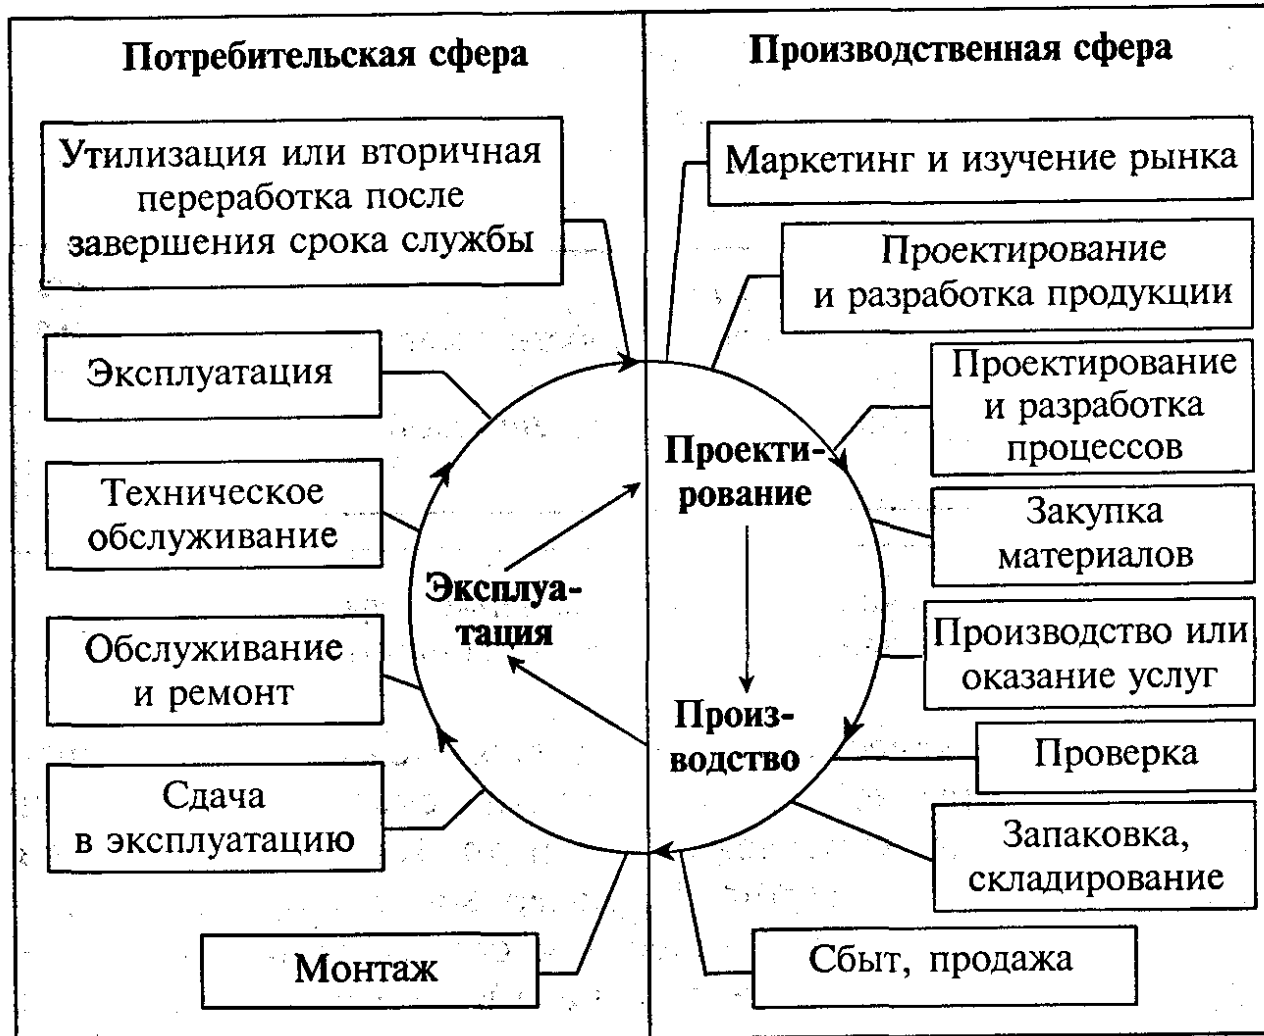 Потребительская сфера
Производственная сфера
Утилизация или вторичная
переработка после
завершения срока службы
Эксплуатация
Техническое
обслуживание
Обслуживание
и ремонт
Сдача
в эксплуатацию
Монтаж
Маркетинг и изучение рынка
Проектирование
и разработка продукции
Проектирование
и разработка
процессов
Закупка
материалов
Производство или
оказание услуг
Проверка
Запаковка,
складирование
Сбыт, продажа
Проекти-
рование
Эксплуа-
тация
Произ-
водство